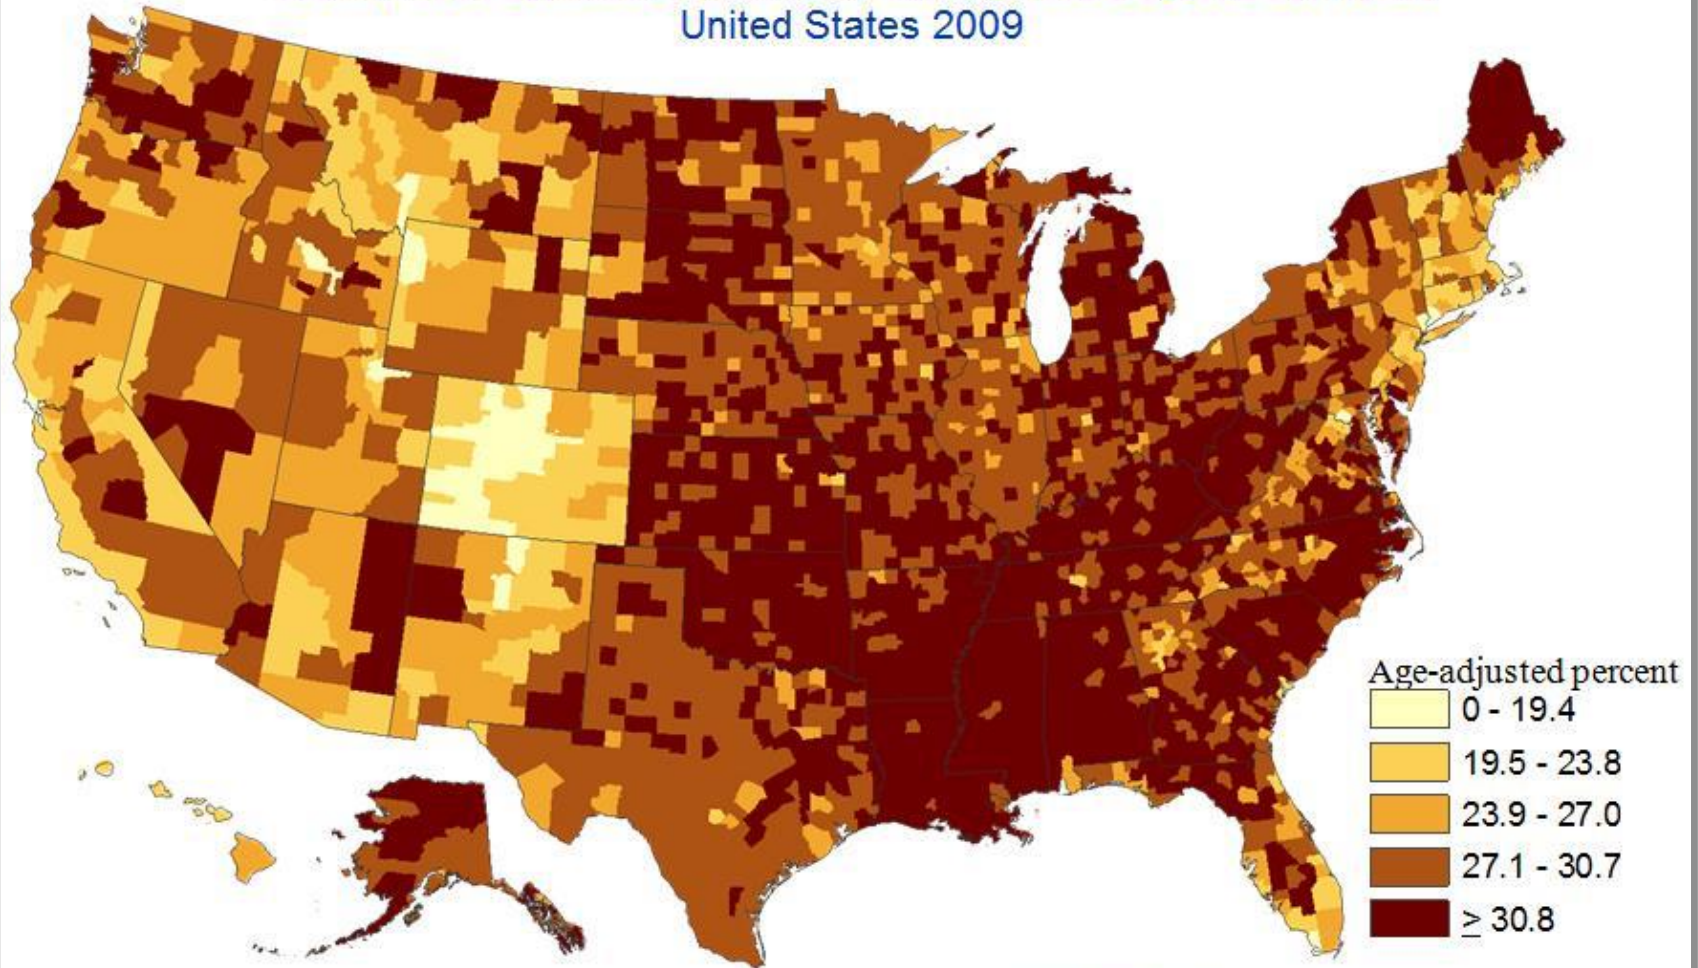 United States 2009
Age-adjusted percent
0 - 19.4
19.5 - 23.8
23.9 - 27.0
27.1 - 30.7
≥ 30.8